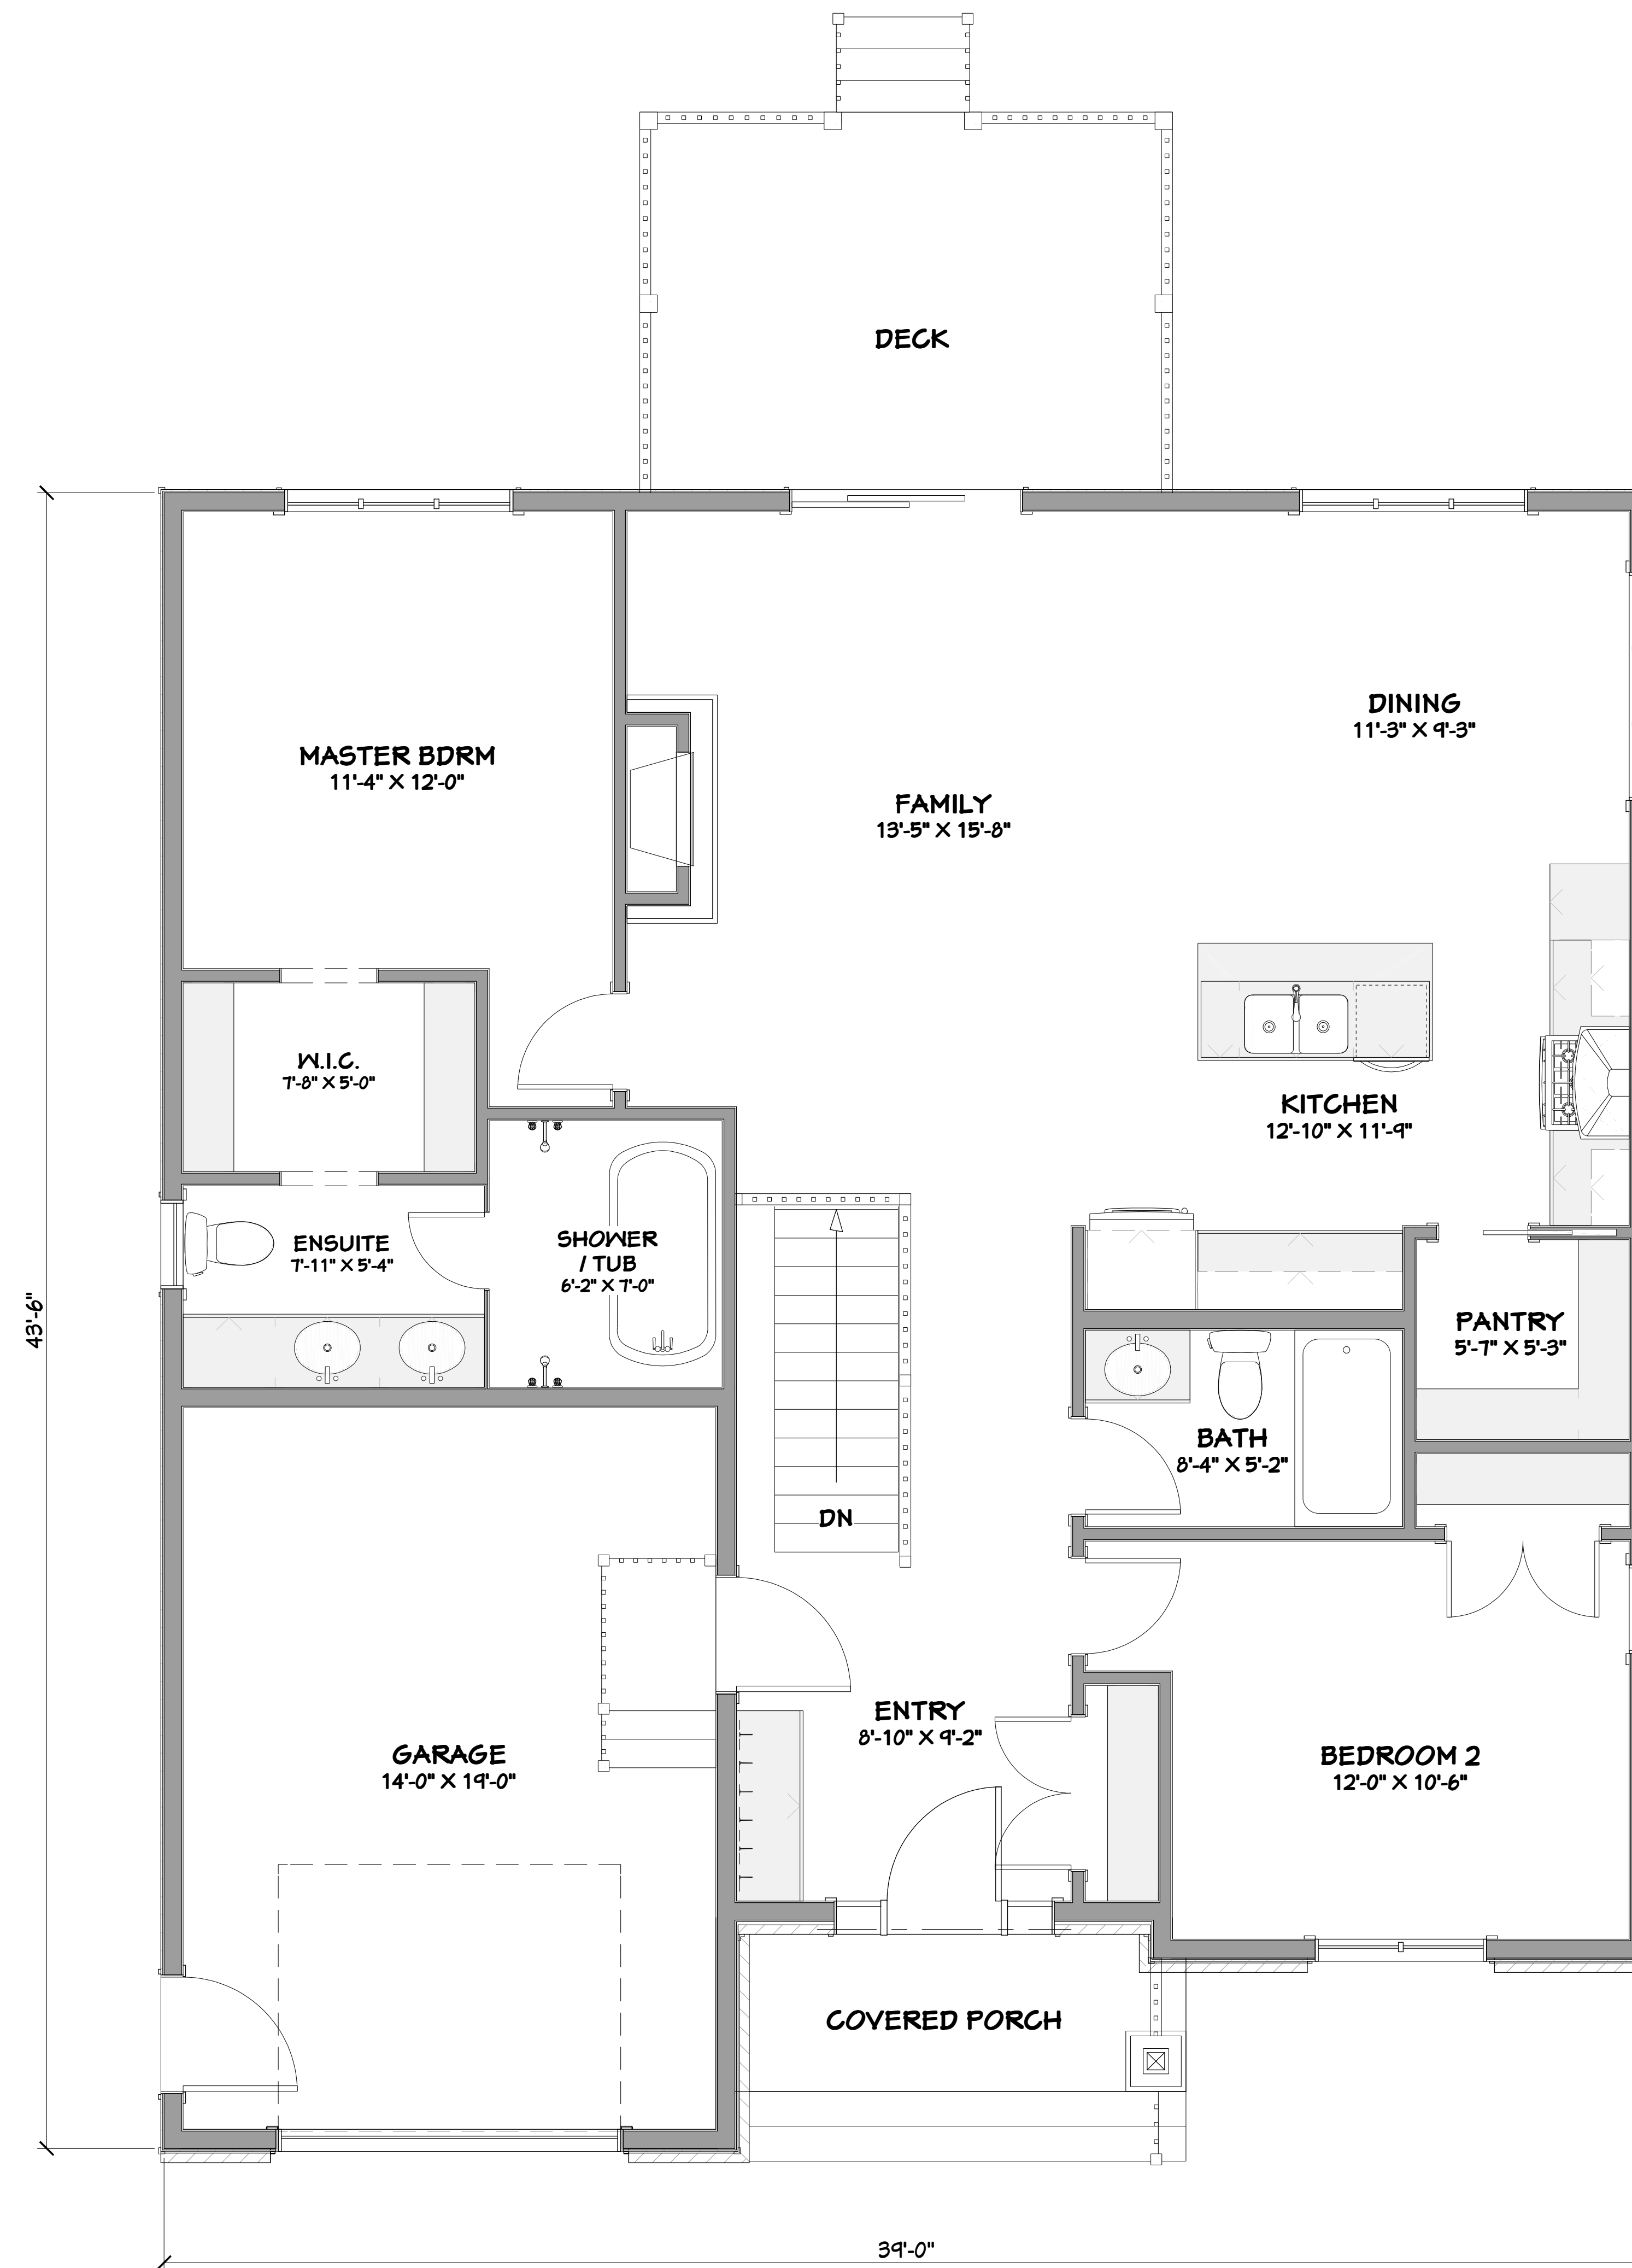 DECK
DINING
11'-3" X 9'-3"
MASTER BDRM
11'-4" X 12'-0"
FAMILY
13'-5" X 15'-8"
W.I.C.
7'-8" X 5'-0"
KITCHEN
12'-10" X 11'-9"
ENSUITE
7'-11" X 5'-4"
SHOWER
/ TUB
6'-2" X 7'-0"
43'-6"
PANTRY
5'-7" X 5'-3"
BATH
8'-4" X 5'-2"
DN
ENTRY
8'-10" X 9'-2"
GARAGE
14'-0" X 19'-0"
BEDROOM 2
12'-0" X 10'-6"
COVERED PORCH
39'-0"